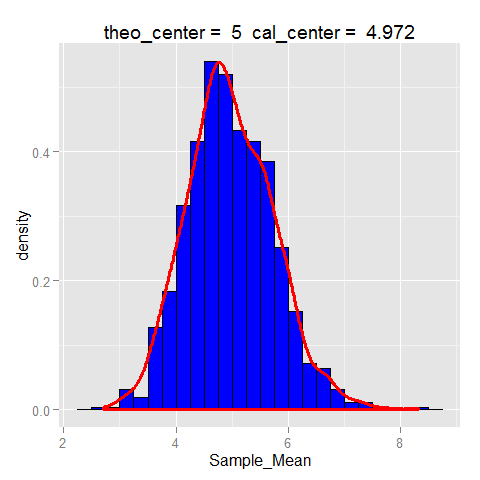 theo_center = 5 cal_center = 4.972
density
0.4
0.2
0.0
2 4 6 8
Sample_Mean